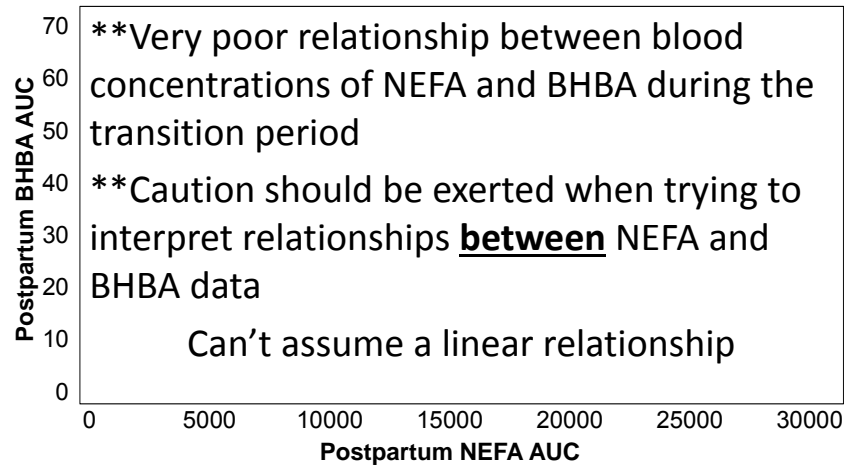 **Very poor relationship between blood
concentrations of NEFA and BHBA during the
transition period
**Caution should be exerted when trying to
interpret relationships between NEFA and
BHBA data
Can’t assume a linear relationship
Postpartum BHBA AUC
70
60
50
40
30
20
10
0
0 5000 10000 15000 20000 25000 30000
Postpartum NEFA AUC